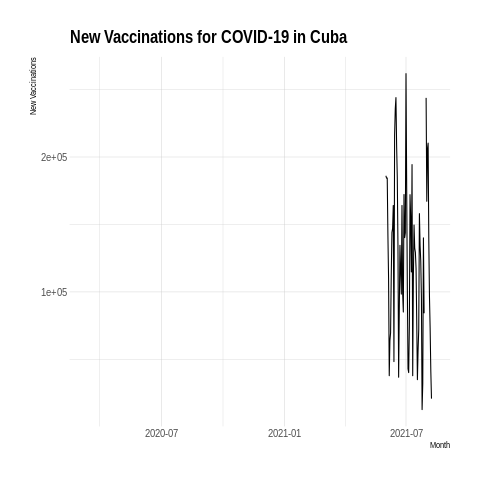 New Vaccinations for COVID-19 in Cuba
New Vaccinations
2e+05
1e+05
2020-07
2021-01
2021-07
Month